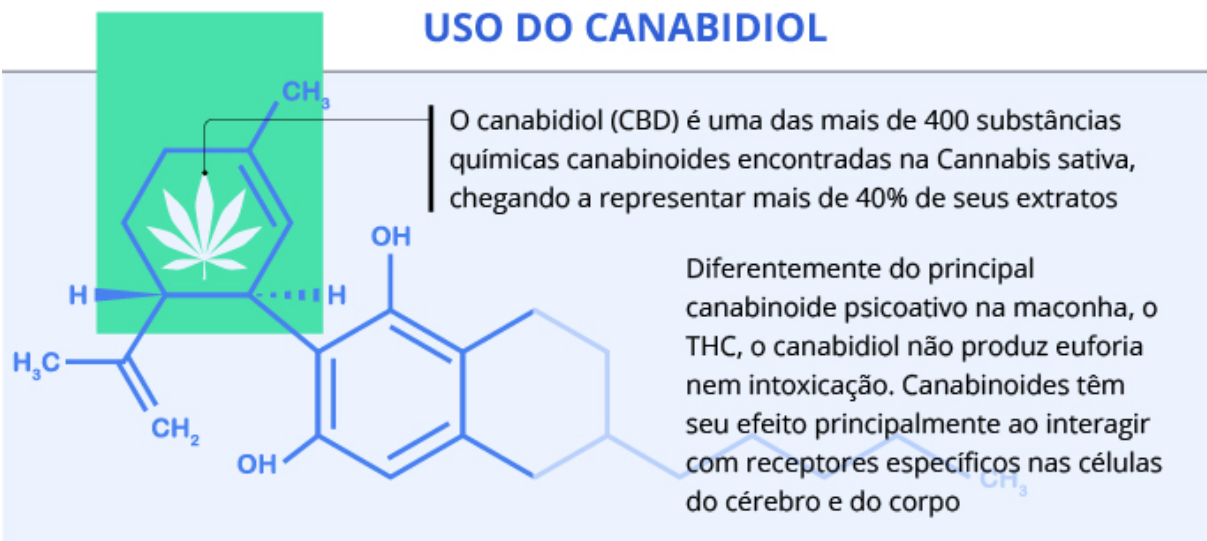 USO DO CANABIDIOL
CH3
O canabidiol (CBD) é uma das mais de 400 substâncias
químicas canabinoides encontradas na Cannabis sativa,
chegando a representar mais de 40% de seus extratos
OH
H
H
H3C
CH2
OH
Diferentemente do principal
canabinoide psicoativo na maconha, o
THC, o canabidiol não produz euforia
nem intoxicação. Canabinoides têm
seu efeito principalmente ao interagir
com receptores específicos nas células
do cérebro e do corpo
CH3